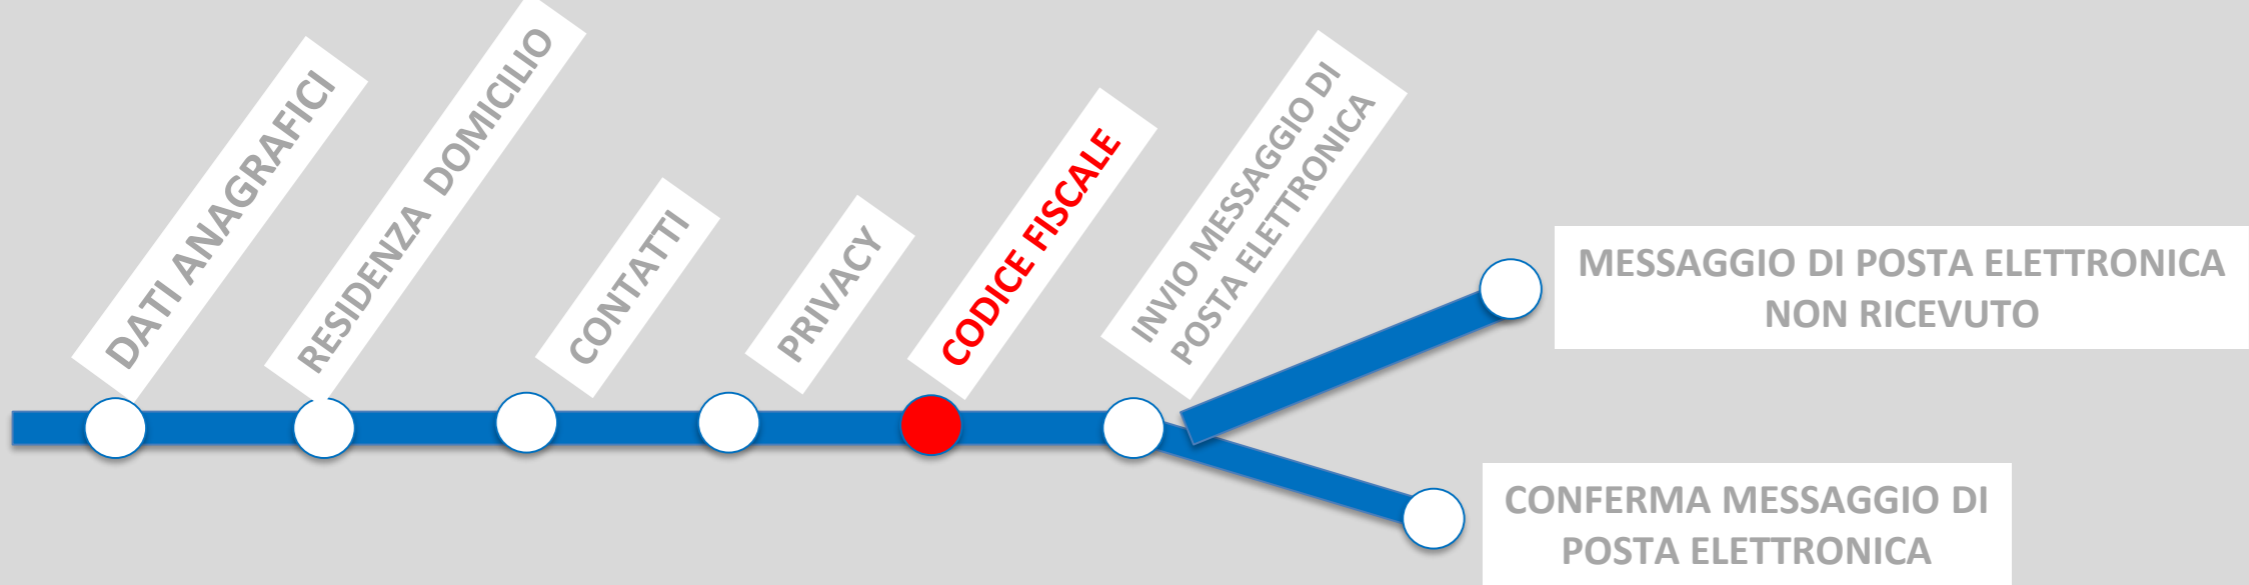 DATI ANAGRAFICI
RESIDENZA DOMICILIO
CONTATTI
PRIVACY
CODICE FISCALE
INVIO MESSAGGIO DI
POSTA ELETTRONICA
MESSAGGIO DI POSTA ELETTRONICA
NON RICEVUTO
CONFERMA MESSAGGIO DI
POSTA ELETTRONICA